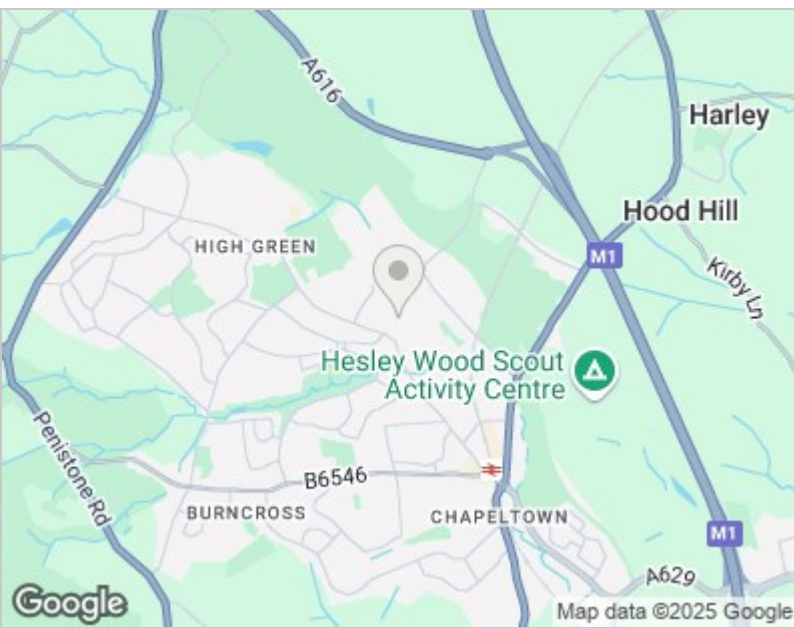 A616
Harley
Hood Hill
HIGH GREEN
M1
Kirby Ln
Hesley Wood Scout
Activity Centre
Penistone Rd
B6546
BURNCROSS
CHAPELTOWN
M1
A629
Google
Map data ©2025 Google